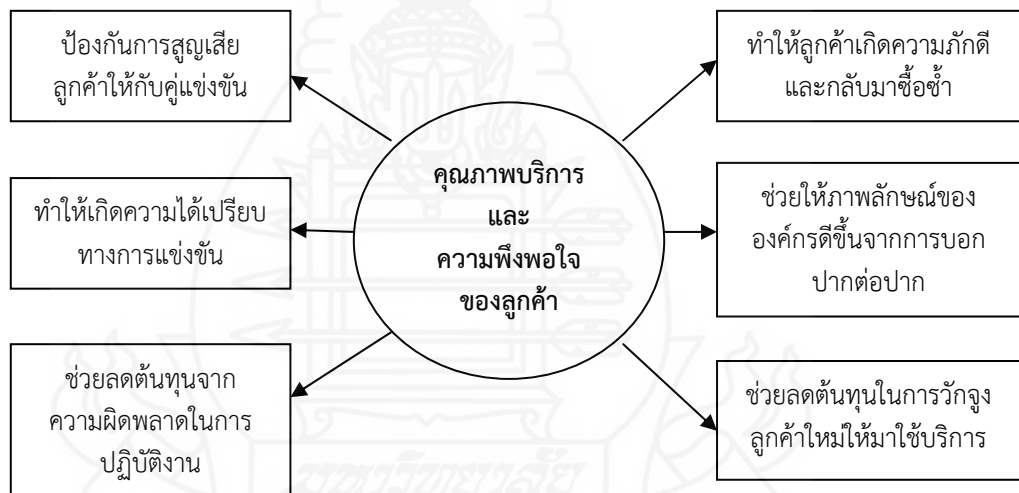 ป้องกันการสูญเสีย
ลูกค้าให้กับคู่แข่งขัน
ทำให้ลูกค้าเกิดความภักดี
และกลับมาซื้อซ้ำ
คุณภาพบริการ
และ
ความพึงพอใจ
ของลูกค้า
ทำให้เกิดความได้เปรียบ
ทางการแข่งขัน
ช่วยให้ภาพลักษณ์ของ
องค์กรดีขึ้นจากการบอก
ปากต่อปาก
ช่วยลดต้นทุนจาก
ความผิดพลาดในการ
ปฏิบัติงาน
ช่วยลดต้นทุนในการวักจูง
ลูกค้าใหม่ให้มาใช้บริการ
มหาวิทยาลัย